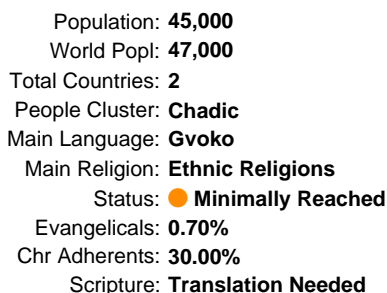 Population: 45,000
World Popl: 47,000
Total Countries: 2
People Cluster: Chadic
Main Language: Gvoko
Main Religion: Ethnic Religions
Status: Minimally Reached
Evangelicals: 0.70%
Chr Adherents: 30.00%
Scripture: Translation Needed